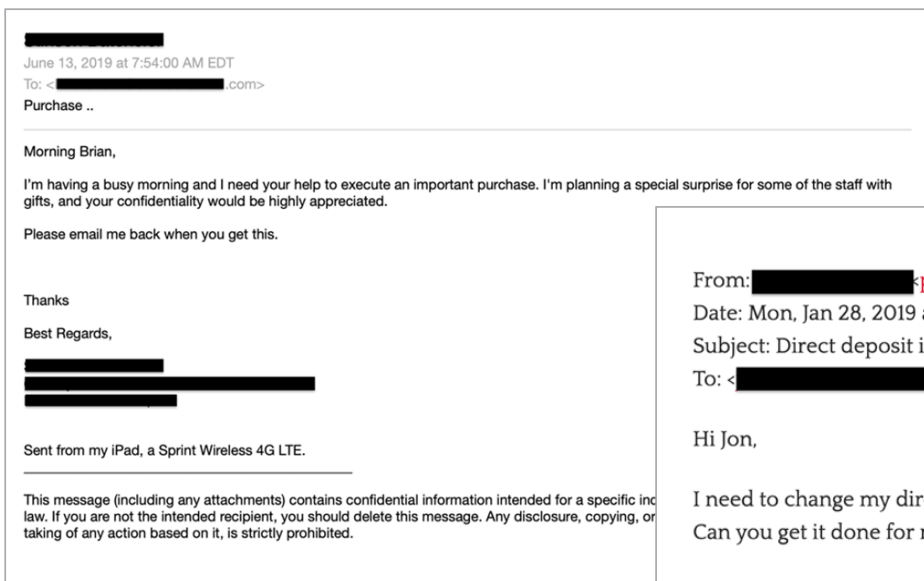 June 13, 2019 at 7:54:00 AM EDT
To: < .com>
Purchase ..
Morning Brian,
I'm having a busy morning and I need your help to execute an important purchase. I'm planning a special surprise for some of the staff with
gifts, and your confidentiality would be highly appreciated.
Please email me back when you get this.
Thanks
Best Regards,
Sent from my iPad, a Sprint Wireless 4G LTE.
This message (including any attachments) contains confidential information intended for a specific
law. If you are not the intended recipient, you should delete this message. Any disclosure, copying, or
taking of any action based on it, is strictly prohibited.
From: <
Date: Mon, Jan 28, 2019
Subject: Direct deposit
To: <
Hi Jon,
I need to change my
Can you get it done for